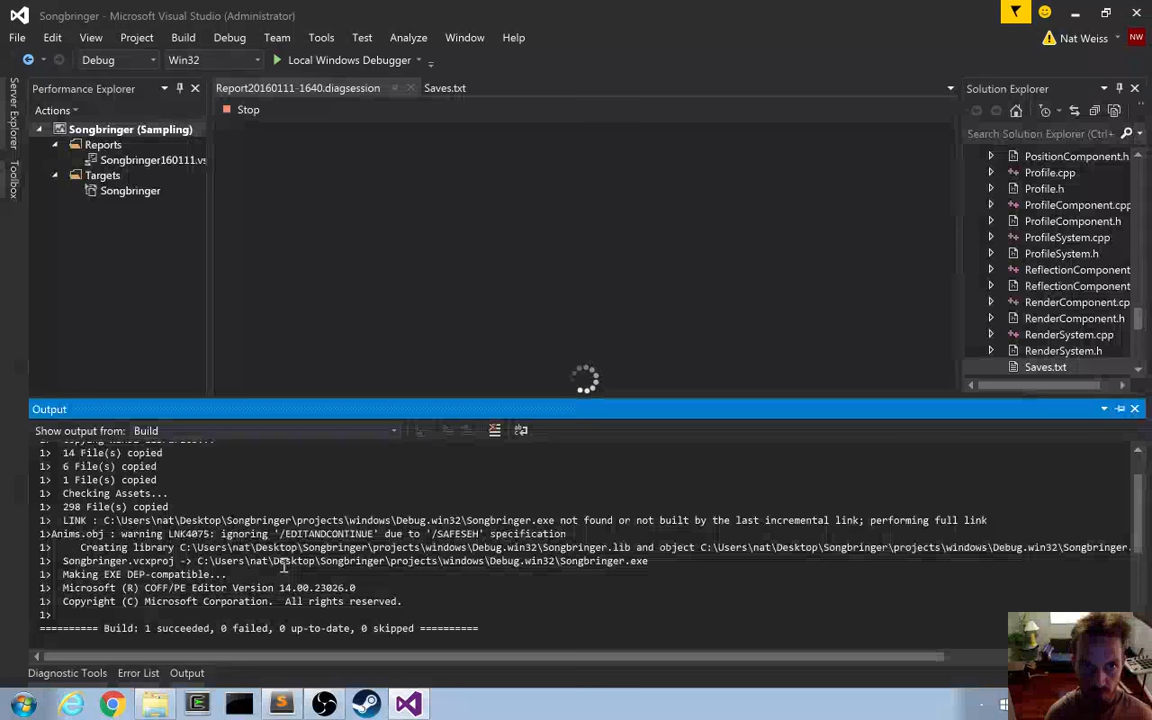 Songbringer - Microsoft Visual Studio (Administrator)
File Edit View Project Build Debug Team Tools Test Analyze Window Help
Nat Weiss NW
Debug Win32 Local Windows Debugger
Server Explorer
Toolbox
Performance Explorer
Actions
Songbringer (Sampling)
Reports
Songbringer160111.vs
Targets
Songbringer
Report20160111-1640.diagsession Saves.txt
Stop
Solution Explorer
Search Solution Explorer (Ctrl+
PositionComponent.h
Profile.cpp
Profile.h
ProfileComponent.cpp
ProfileComponent.h
ProfileSystem.cpp
ProfileSystem.h
ReflectionComponent
ReflectionComponent
RenderComponent.cp
RenderComponent.h
RenderSystem.cpp
RenderSystem.h
Saves.txt
Output
Show output from: Build
1> 14 File(s) copied
1> 6 File(s) copied
1> 1 File(s) copied
1> Checking Assets...
1> 298 File(s) copied
1> LINK : C:\Users\nat\Desktop\Songbringer\projects\windows\Debug.win32\Songbringer.exe not found or not built by the last incremental link; performing full link
1>Anims.obj : warning LNK4075: ignoring '/EDITANDCONTINUE' due to '/SAFESEH' specification
1> Creating library C:\Users\nat\Desktop\Songbringer\projects\windows\Debug.win32\Songbringer.lib and object C:\Users\nat\Desktop\Songbringer\projects\windows\Debug.win32\Songbringer.
1> Songbringer.vcxproj -> C:\Users\nat\Desktop\Songbringer\projects\windows\Debug.win32\Songbringer.exe
1> Making EXE DEP-compatible...
1> Microsoft (R) COFF/PE Editor Version 14.00.23026.0
1> Copyright (C) Microsoft Corporation. All rights reserved.
1>
========== Build: 1 succeeded, 0 failed, 0 up-to-date, 0 skipped ==========
Diagnostic Tools Error List Output